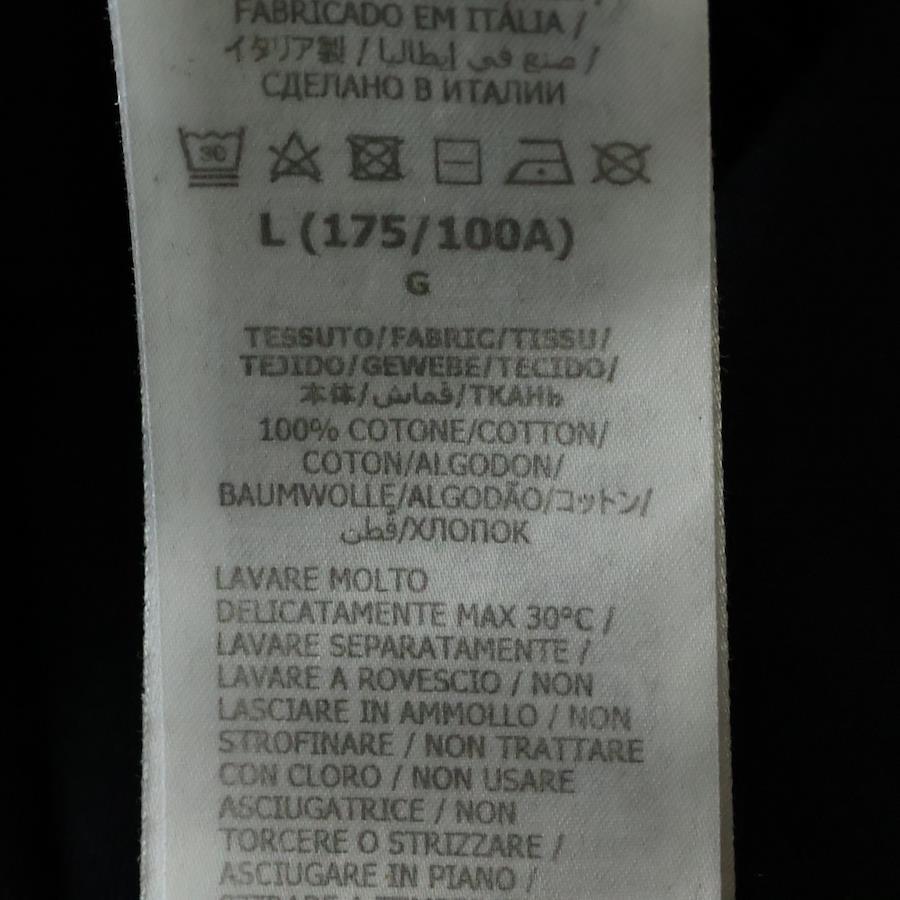 FABRICADO EM ITÁLIA /
イタリア製 / صنع في إيطاليا /
СДЕЛАНО В ИТАЛИИ
30
L (175/100A)
G
TESSUTO/FABRIC/TISSU/
TEJIDO/GEWEBE/TECIDO/
本体/قماش/ТКАНЬ
100% COTONE/COTTON/
COTON/ALGODON/
BAUMWOLLE/ALGODÃO/コットン/
قطن/ХЛОПОК
LAVARE MOLTO
DELICATAMENTE MAX 30°C /
LAVARE SEPARATAMENTE /
LAVARE A ROVESCIO / NON
LASCIARE IN AMMOLLO / NON
STROFINARE / NON TRATTARE
CON CLORO / NON USARE
ASCIUGATRICE / NON
TORCERE O STRIZZARE /
ASCIUGARE IN PIANO /